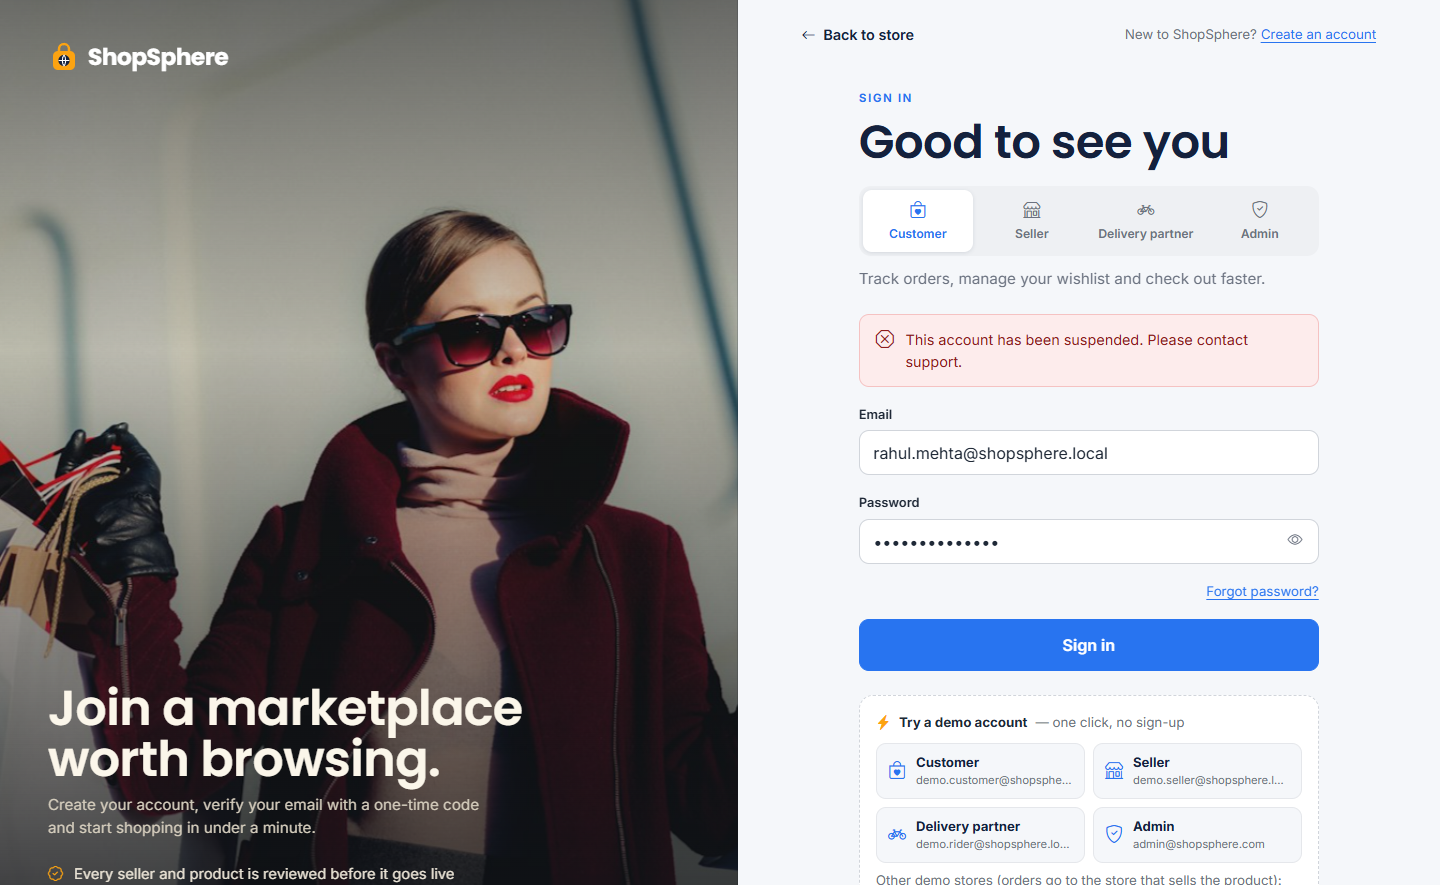 ShopSphere
Join a marketplace
worth browsing.
Create your account, verify your email with a one-time code
and start shopping in under a minute.
Every seller and product is reviewed before it goes live
Back to store
New to ShopSphere? Create an account
SIGN IN
Good to see you
Customer
Seller
Delivery partner
Admin
Track orders, manage your wishlist and check out faster.
This account has been suspended. Please contact
support.
Email
rahul.mehta@shopsphere.local
Password
••••••••••••••
Forgot password?
Sign in
Try a demo account — one click, no sign-up
Customer
demo.customer@shopsphe...
Seller
demo.seller@shopsphere.l...
Delivery partner
demo.rider@shopsphere.lo...
Admin
admin@shopsphere.com
Other demo stores (orders go to the store that sells the product):